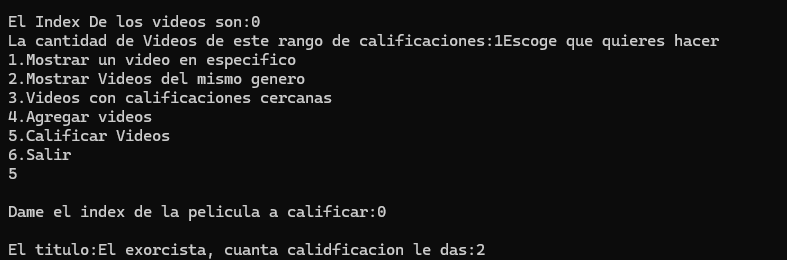 El Index De los videos son:0
La cantidad de Videos de este rango de calificaciones:1Escoge que quieres hacer
1.Mostrar un video en especifico
2.Mostrar Videos del mismo genero
3.Videos con calificaciones cercanas
4.Agregar videos
5.Calificar Videos
6.Salir
5
Dame el index de la pelicula a calificar:0
El titulo:El exorcista, cuanta calidficacion le das:2